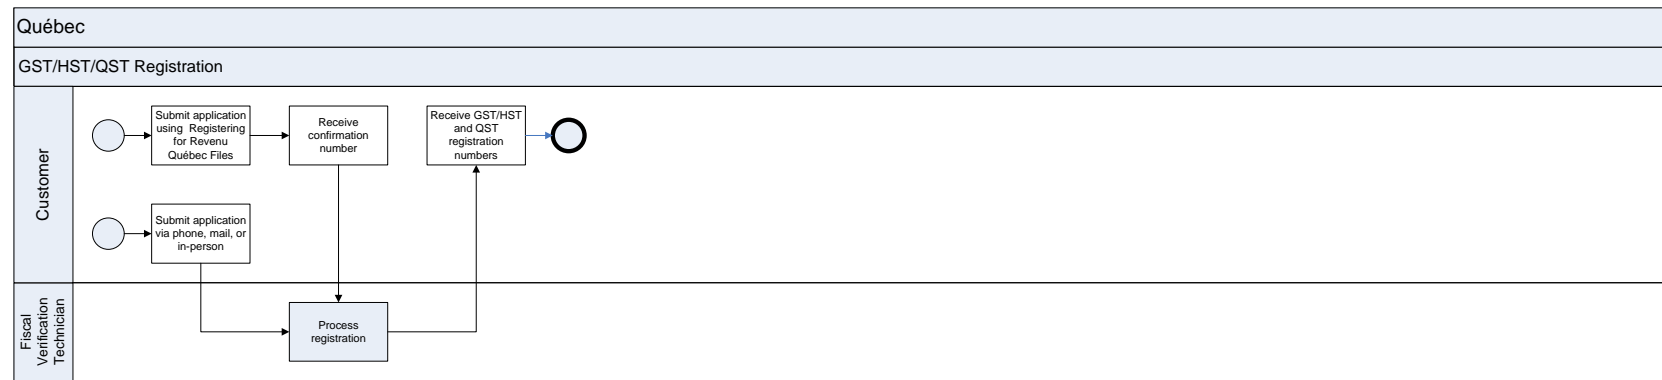 Québec
GST/HST/QST Registration
Customer
Submit application
using Registering
for Revenu
Québec Files
Receive
confirmation
number
Receive GST/HST
and QST
registration
numbers
Submit application
via phone, mail, or
in-person
Fiscal
Verification
Technician
Process
registration